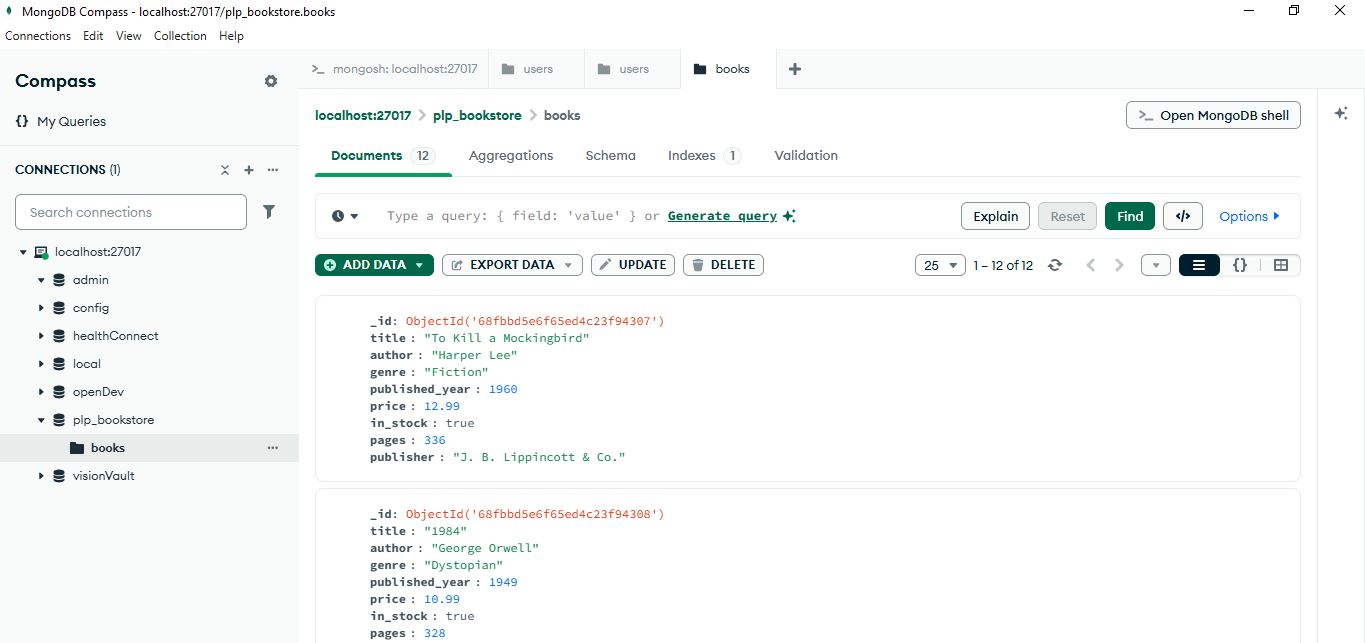 MongoDB Compass - localhost:27017/plp_bookstore.books
Connections Edit View Collection Help
Compass
{} My Queries
CONNECTIONS (1)
Search connections
localhost:27017
admin
config
healthConnect
local
openDev
plp_bookstore
books
visionVault
>_ mongosh: localhost:27017 users users books
localhost:27017 > plp_bookstore > books
>_ Open MongoDB shell
Documents 12 Aggregations Schema Indexes 1 Validation
Type a query: { field: 'value' } or Generate query
Explain Reset Find </> Options
ADD DATA EXPORT DATA UPDATE DELETE
25 1 – 12 of 12 {}
_id: ObjectId('68fbbd5e6f65ed4c23f94307')
title : "To Kill a Mockingbird"
author : "Harper Lee"
genre : "Fiction"
published_year : 1960
price : 12.99
in_stock : true
pages : 336
publisher : "J. B. Lippincott & Co."
_id: ObjectId('68fbbd5e6f65ed4c23f94308')
title : "1984"
author : "George Orwell"
genre : "Dystopian"
published_year : 1949
price : 10.99
in_stock : true
pages : 328